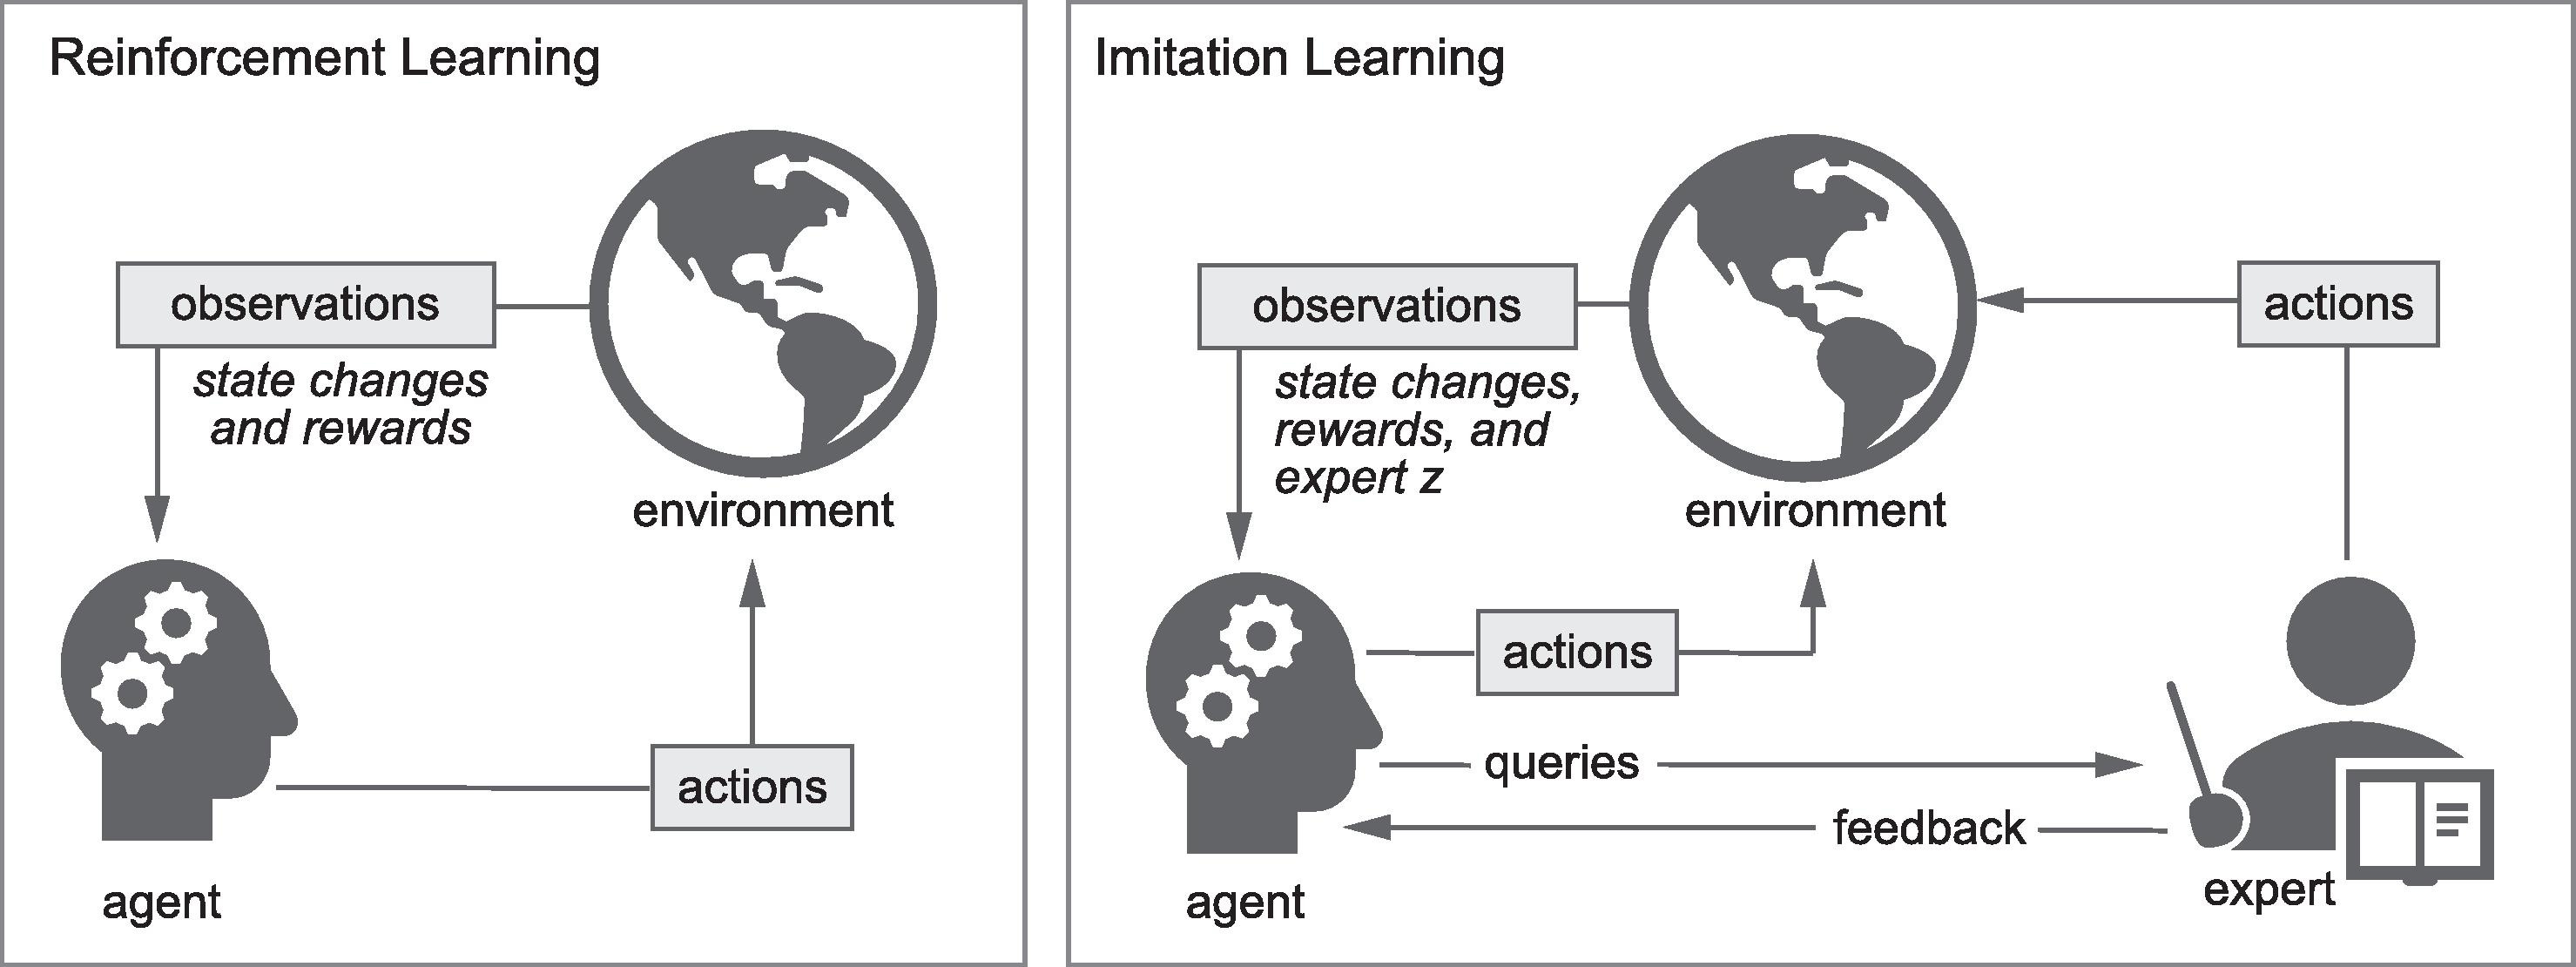 Reinforcement Learning
observations
state changes
and rewards
environment
actions
agent
Imitation Learning
observations
state changes,
rewards, and
expert z
environment
actions
actions
queries
feedback
agent
expert